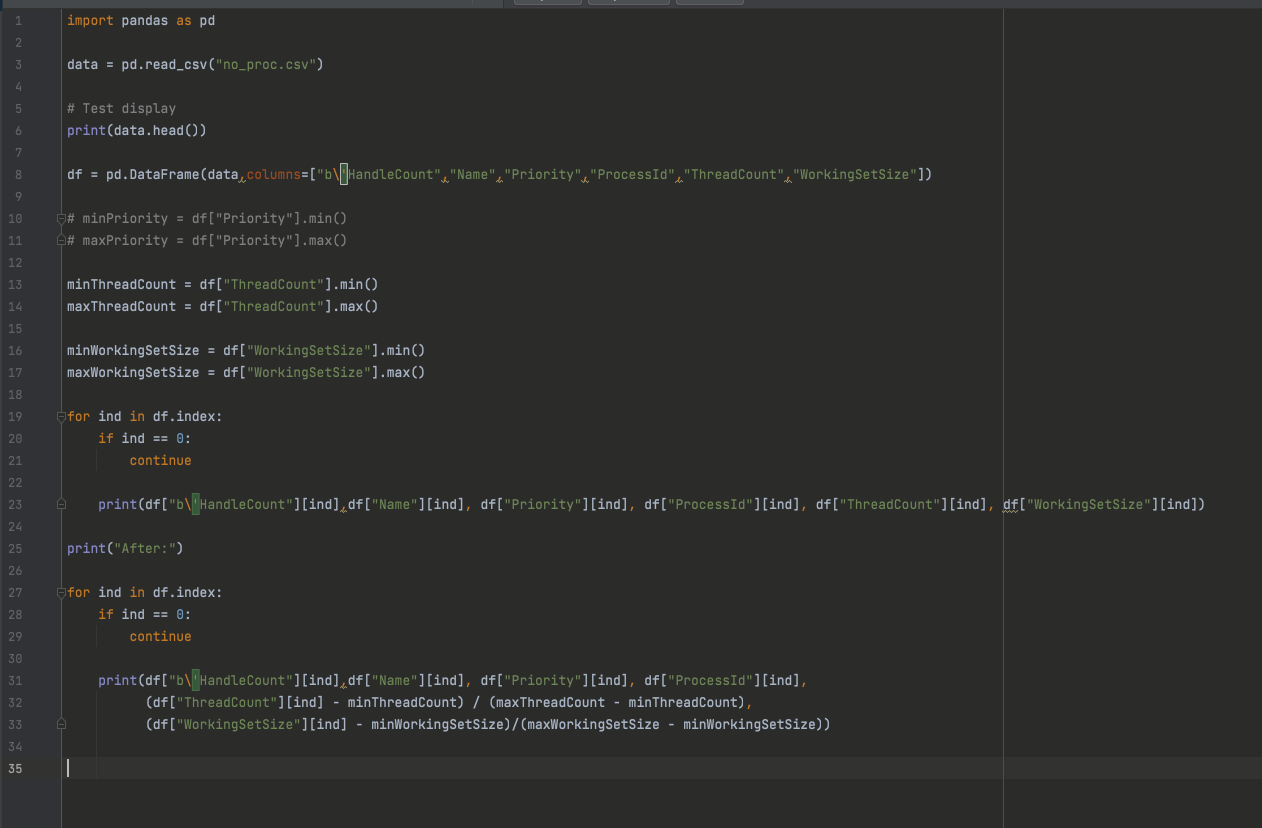 1 import pandas as pd
2
3 data = pd.read_csv("no_proc.csv")
4
5 # Test display
6 print(data.head())
7
8 df = pd.DataFrame(data,columns=["b\'HandleCount","Name","Priority","ProcessId","ThreadCount","WorkingSetSize"])
9
10 # minPriority = df["Priority"].min()
11 # maxPriority = df["Priority"].max()
12
13 minThreadCount = df["ThreadCount"].min()
14 maxThreadCount = df["ThreadCount"].max()
15
16 minWorkingSetSize = df["WorkingSetSize"].min()
17 maxWorkingSetSize = df["WorkingSetSize"].max()
18
19 for ind in df.index:
20     if ind == 0:
21         continue
22
23     print(df["b\'HandleCount"][ind],df["Name"][ind], df["Priority"][ind], df["ProcessId"][ind], df["ThreadCount"][ind], df["WorkingSetSize"][ind])
24
25 print("After:")
26
27 for ind in df.index:
28     if ind == 0:
29         continue
30
31     print(df["b\'HandleCount"][ind],df["Name"][ind], df["Priority"][ind], df["ProcessId"][ind],
32           (df["ThreadCount"][ind] - minThreadCount) / (maxThreadCount - minThreadCount),
33           (df["WorkingSetSize"][ind] - minWorkingSetSize)/(maxWorkingSetSize - minWorkingSetSize))
34
35